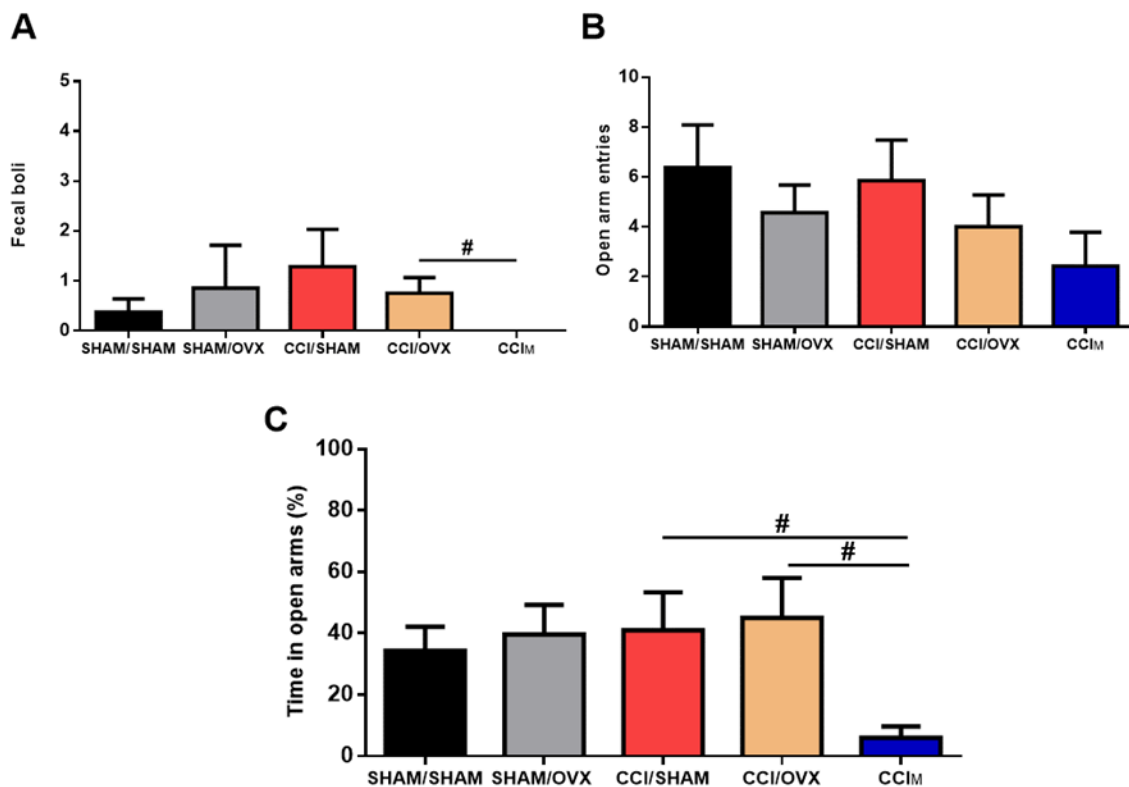 A
Fecal boli
5
4
3
2
1
0
#
SHAM/SHAM SHAM/OVX CCI/SHAM CCI/OVX CCIM
B
Open arm entries
10
8
6
4
2
0
SHAM/SHAM SHAM/OVX CCI/SHAM CCI/OVX CCIM
C
Time in open arms (%)
100
80
60
40
20
0
#
#
SHAM/SHAM SHAM/OVX CCI/SHAM CCI/OVX CCIM